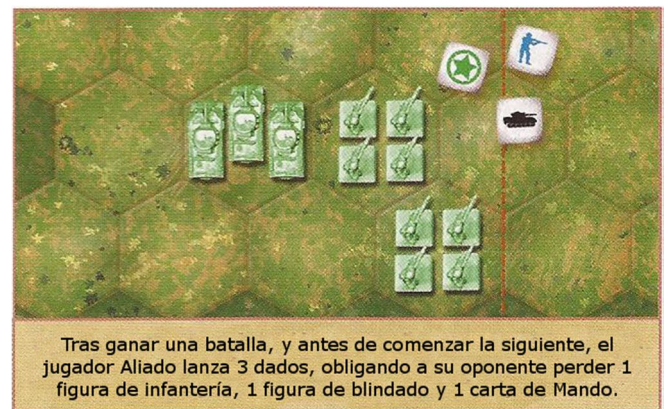 Tras ganar una batalla, y antes de comenzar la siguiente, el
jugador Aliado lanza 3 dados, obligando a su oponente perder 1
figura de infantería, 1 figura de blindado y 1 carta de Mando.